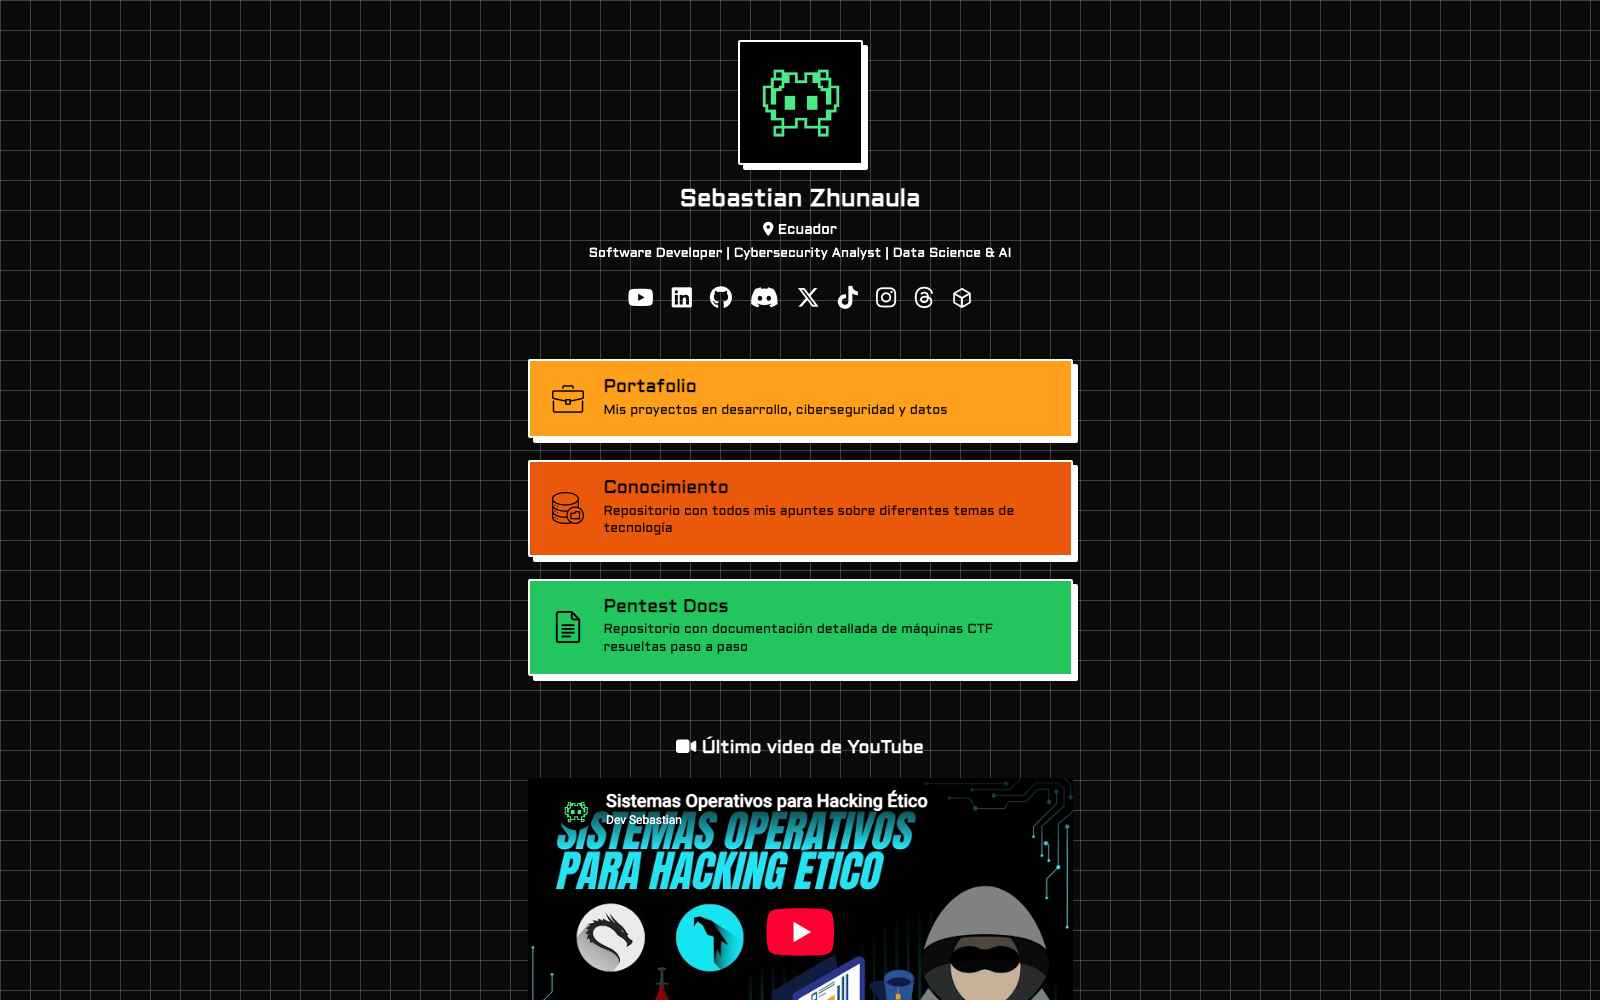 Sebastian Zhunaula
Ecuador
Software Developer | Cybersecurity Analyst | Data Science & AI
Portafolio
Mis proyectos en desarrollo, ciberseguridad y datos
Conocimiento
Repositorio con todos mis apuntes sobre diferentes temas de
tecnología
Pentest Docs
Repositorio con documentación detallada de máquinas CTF
resueltas paso a paso
Último video de YouTube
Sistemas Operativos para Hacking Ético
Dev Sebastian
SISTEMAS OPERATIVOS
PARA HACKING ÉTICO